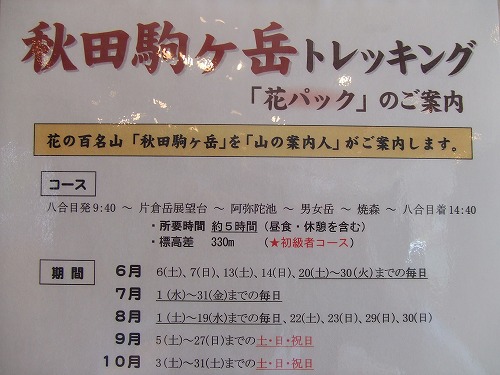 秋田駒ヶ岳トレッキング
「花パック」のご案内
花の百名山「秋田駒ヶ岳」を「山の案内人」がご案内します。
コース
八合目発9:40 ～ 片倉岳展望台 ～ 阿弥陀池 ～ 男女岳 ～ 焼森 ～ 八合目着14:40
・所要時間 約５時間（昼食・休憩を含む）
・標高差 330m （★初級者コース）
期間 ６月 6(土)、7(日)、13(土)、14(日)、20(土)～30(火)までの毎日
７月 1(水)～31(金)までの毎日
８月 1(土)～19(水)までの毎日、22(土)、23(日)、29(日)、30(日)
９月 5(土)～27(日)までの土・日・祝日
10月 3(土)～31(土)までの土・日・祝日